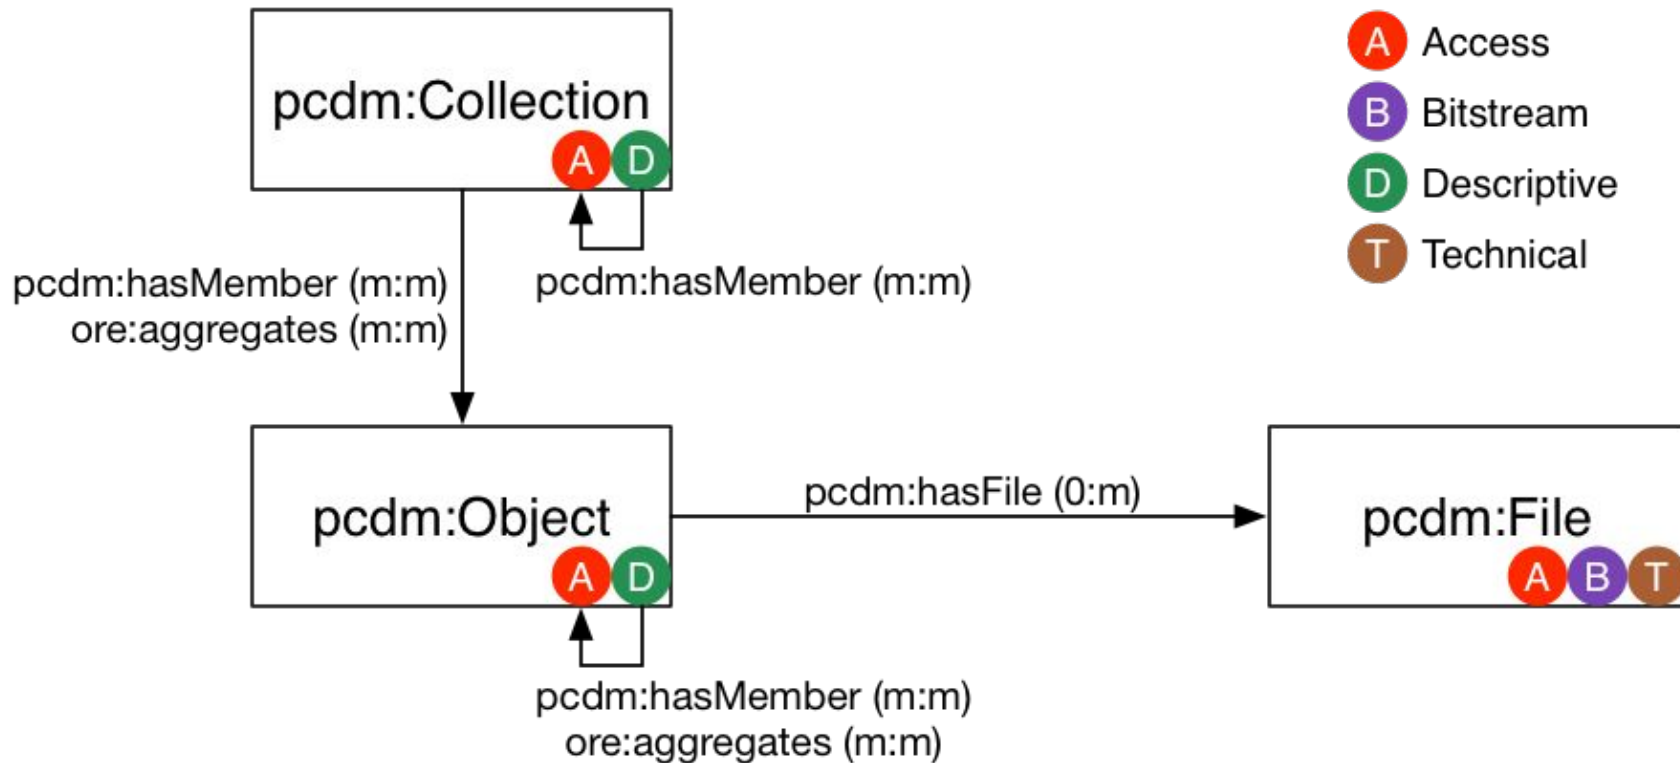 pcdm:Collection
A D
pcdm:hasMember (m:m)
ore:aggregates (m:m)
pcdm:hasMember (m:m)
pcdm:Object
A D
pcdm:hasMember (m:m)
ore:aggregates (m:m)
pcdm:hasFile (0:m)
pcdm:File
A B T
A Access
B Bitstream
D Descriptive
T Technical